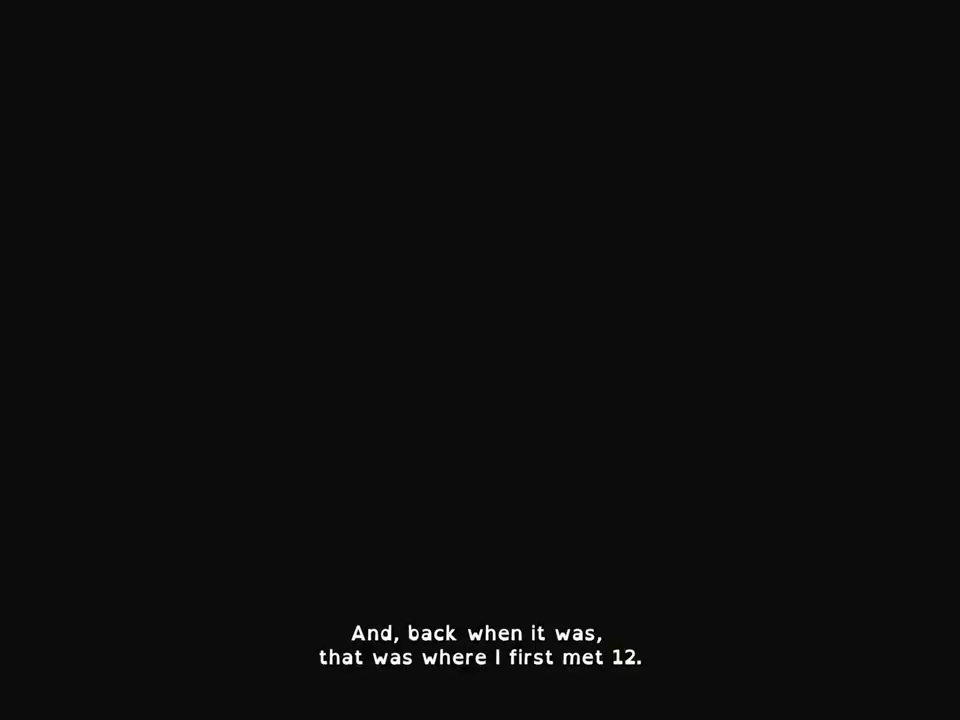 And, back when it was,
that was where I first met 12.